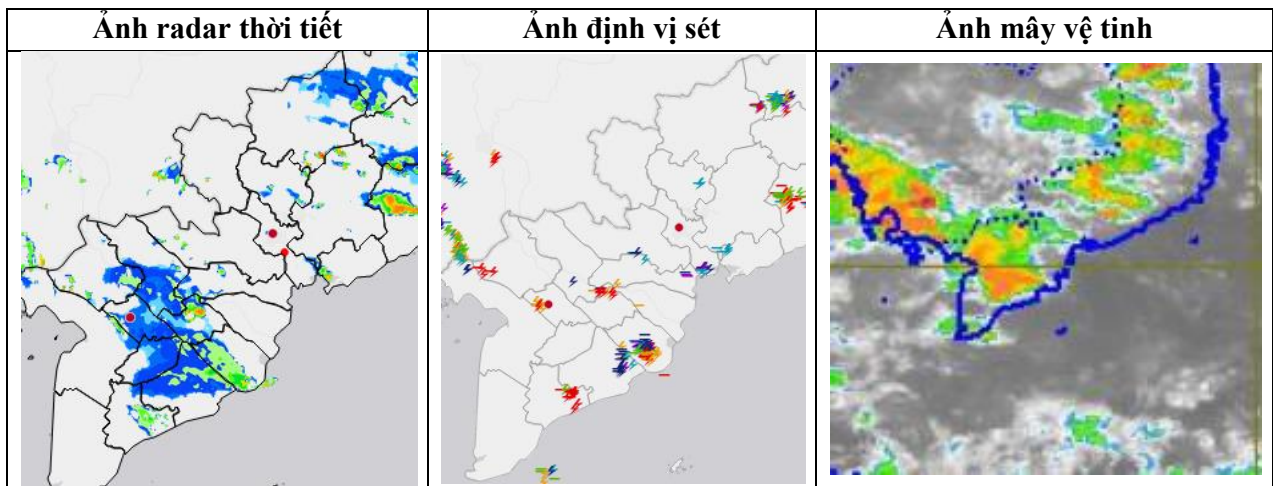 Ảnh radar thời tiết
Ảnh định vị sét
Ảnh mây vệ tinh